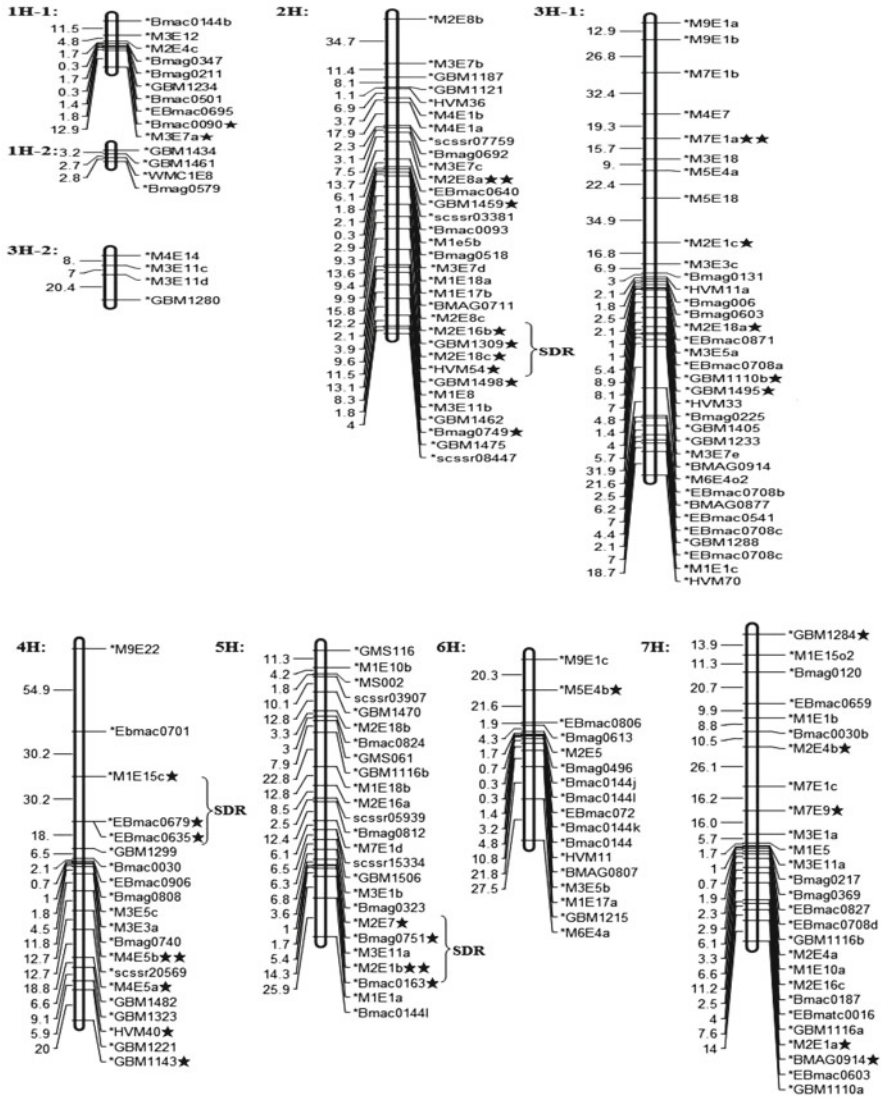 1H-1:
11.5
4.8
1.7
0.3
1.7
0.3
1.4
1.8
12.9
*Bmac0144b
*M3E12
*M2E4c
*Bmag0347
*Bmag0211
*GBM1234
*Bmac0501
*EBmac0695
*Bmac0090★
*M3E7a★
1H-2:
3.2
2.7
2.8
*GBM1434
*GBM1461
*WMC1E8
*Bmag0579
3H-2:
8.
7
20.4
*M4E14
*M3E11c
*M3E11d
*GBM1280
2H:
34.7
11.4
8.1
1.1
6.9
3.7
17.9
2.3
3.1
7.5
13.7
6.1
1.8
2.1
0.3
2.9
9.3
13.6
9.4
9.9
15.8
12.2
2.1
3.9
9.6
11.5
13.1
8.3
1.8
4
*M2E8b
*M3E7b
*GBM1187
*GBM1121
*HVM36
*M4E1b
*M4E1a
*scssr07759
*Bmag0692
*M3E7c
*M2E8a★★
*EBmac0640
*GBM1459★
*scssr03381
*Bmac0093
*M1e5b
*Bmag0518
*M3E7d
*M1E18a
*M1E17b
*BMAG0711
*M2E8c
*M2E16b★
*GBM1309★
*M2E18c★
*HVM54★
*GBM1498★
*M1E8
*M3E11b
*GBM1462
*Bmag0749★
*GBM1475
*scssr08447
SDR
3H-1:
12.9
26.8
32.4
19.3
15.7
9.
22.4
34.9
16.8
6.9
3
2.1
1.8
2.5
2.1
1
1
5.4
8.9
8.1
7
4.8
1.4
4
5.7
31.9
21.6
2.5
6.2
7
4.4
2.1
7
18.7
*M9E1a
*M9E1b
*M7E1b
*M4E7
*M7E1a★★
*M3E18
*M5E4a
*M5E18
*M2E1c★
*M3E3c
*Bmag0131
*HVM11a
*Bmag006
*Bmag0603
*M2E18a★
*EBmac0871
*M3E5a
*EBmac0708a
*GBM1110b★
*GBM1495★
*HVM33
*Bmag0225
*GBM1405
*GBM1233
*M3E7e
*BMAG0914
*M6E4o2
*EBmac0708b
*BMAG0877
*EBmac0541
*EBmac0708c
*GBM1288
*EBmac0708c
*M1E1c
*HVM70
4H:
54.9
30.2
30.2
18.
6.5
2.1
0.7
1
1.8
4.5
11.8
12.7
12.7
18.8
6.6
9.1
5.9
20
*M9E22
*Ebmac0701
*M1E15c★
*EBmac0679★
*EBmac0635★
*GBM1299
*Bmac0030
*EBmac0906
*Bmag0808
*M3E5c
*M3E3a
*Bmag0740
*M4E5b★★
*scssr20569
*M4E5a★
*GBM1482
*GBM1323
*HVM40★
*GBM1221
*GBM1143★
SDR
5H:
11.3
4.2
1.8
10.1
12.8
3.3
3
7.9
22.8
12.8
8.5
2.5
12.4
6.1
6.5
6.3
6.8
3.6
1
1.7
5.4
14.3
25.9
*GMS116
*M1E10b
*MS002
scssr03907
*GBM1470
*M2E18b
*Bmac0824
*GMS061
*GBM1116b
*M1E18b
*M2E16a
scssr05939
*Bmag0812
*M7E1d
*scssr15334
*GBM1506
*M3E1b
*Bmag0323
*M2E7★
*Bmag0751★
*M3E11a
*M2E1b★★
*Bmac0163★
*M1E1a
*Bmac0144l
SDR
6H:
20.3
21.6
1.9
4.3
1.7
0.7
0.3
0.3
1.4
3.2
4.8
10.8
21.8
27.5
*M9E1c
*M5E4b★
*EBmac0806
*Bmag0613
*M2E5
*Bmag0496
*Bmac0144j
*Bmac0144l
*EBmac072
*Bmac0144k
*Bmac0144
*HVM11
*BMAG0807
*M3E5b
*M1E17a
*GBM1215
*M6E4a
7H:
13.9
11.3
20.7
9.9
8.8
10.5
26.1
16.2
16.0
5.7
1.7
1
0.7
1.9
2.3
2.9
6.1
3.3
6.6
11.2
2.5
4
7.6
14
*GBM1284★
*M1E15o2
*Bmag0120
*EBmac0659
*M1E1b
*Bmac0030b
*M2E4b★
*M7E1c
*M7E9★
*M3E1a
*M1E5
*M3E11a
*Bmag0217
*Bmag0369
*EBmac0827
*EBmac0708d
*GBM1116b
*M2E4a
*M1E10a
*M2E16c
*Bmac0187
*EBmatc0016
*GBM1116a
*M2E1a★
*BMAG0914★
*EBmac0603
*GBM1110a